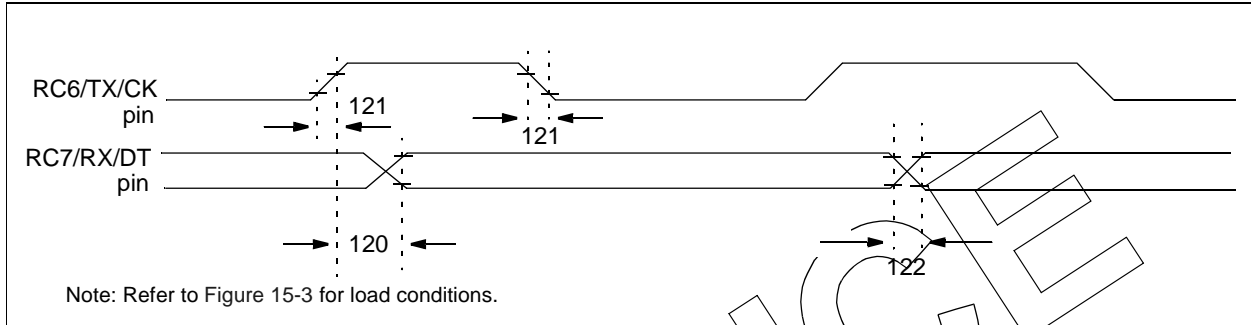 RC6/TX/CK
pin
121
121
RC7/RX/DT
pin
120
122
Note: Refer to Figure 15-3 for load conditions.